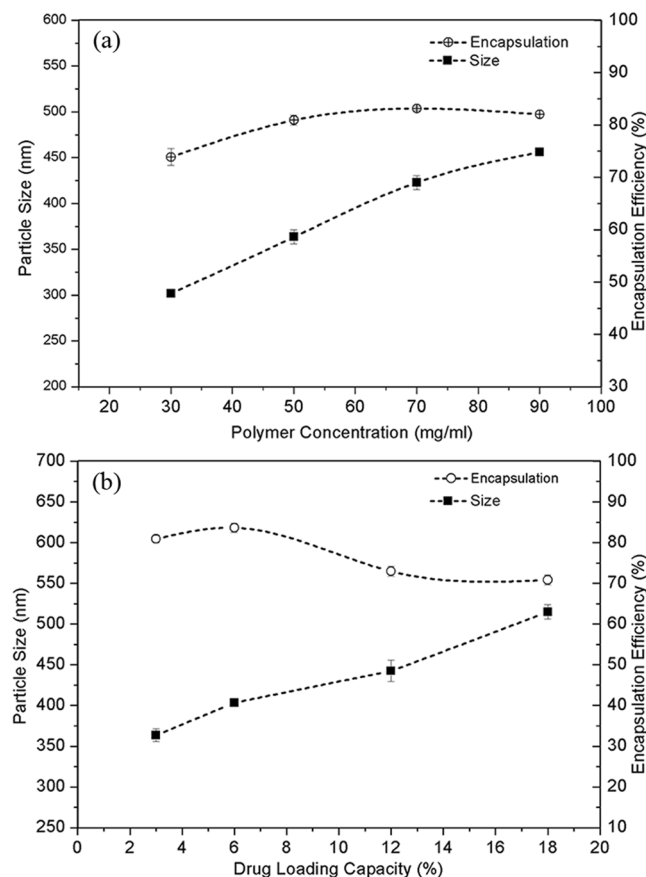 (a)
Encapsulation
Size
600
550
500
450
400
350
300
250
200
Particle Size (nm)
100
90
80
70
60
50
40
30
Encapsulation Efficiency (%)
20 30 40 50 60 70 80 90 100
Polymer Concentration (mg/ml)
(b)
Encapsulation
Size
700
650
600
550
500
450
400
350
300
250
Particle Size (nm)
100
90
80
70
60
50
40
30
20
10
Encapsulation Efficiency (%)
0 2 4 6 8 10 12 14 16 18 20
Drug Loading Capacity (%)